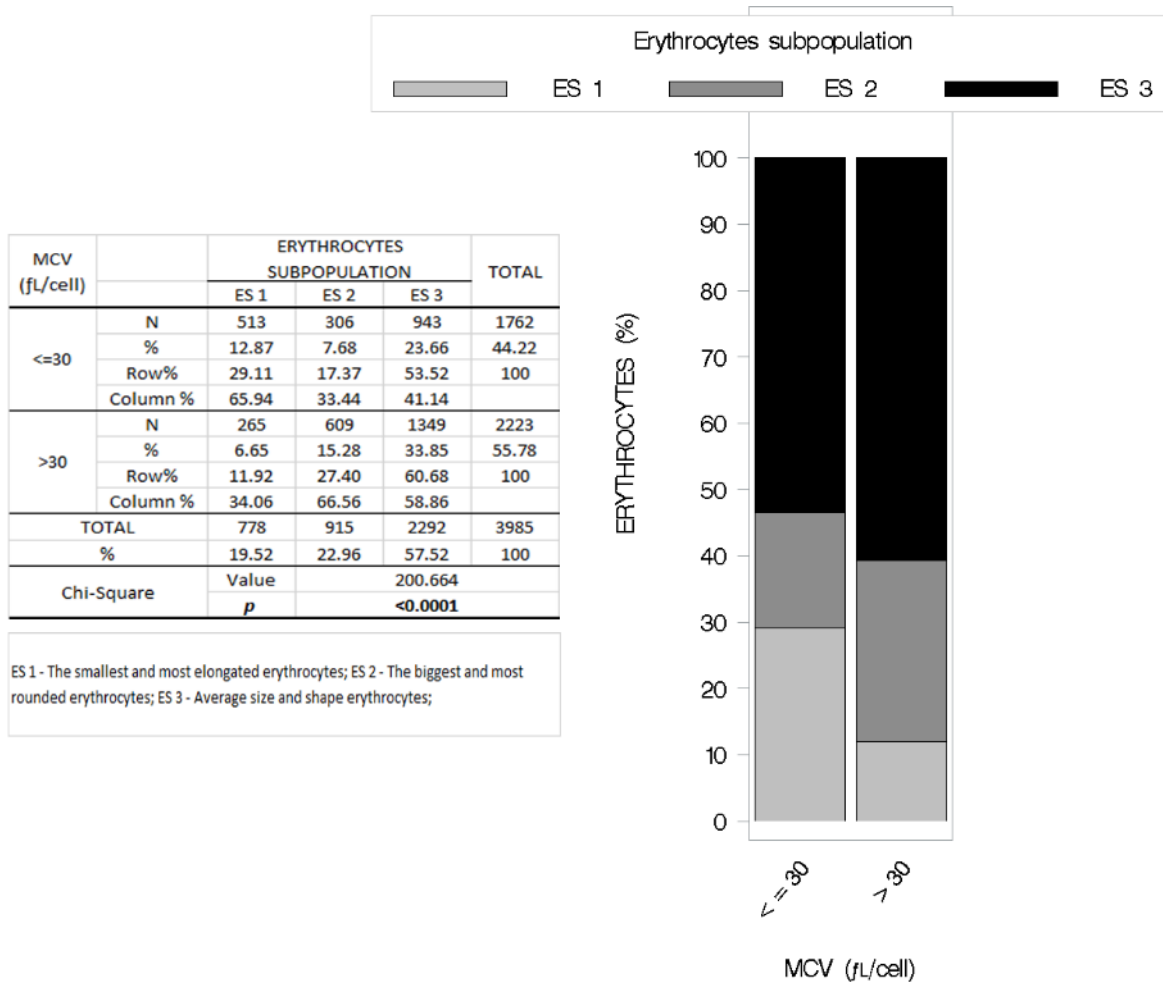 Erythrocytes subpopulation
ES 1 ES 2 ES 3
MCV (ƒL/cell) ERYTHROCYTES SUBPOPULATION TOTAL
ES 1 ES 2 ES 3
<=30
N 513 306 943 1762
% 12.87 7.68 23.66 44.22
Row% 29.11 17.37 53.52 100
Column % 65.94 33.44 41.14
>30
N 265 609 1349 2223
% 6.65 15.28 33.85 55.78
Row% 11.92 27.40 60.68 100
Column % 34.06 66.56 58.86
TOTAL 778 915 2292 3985
% 19.52 22.96 57.52 100
Chi-Square
Value 200.664
p <0.0001
ES 1 - The smallest and most elongated erythrocytes; ES 2 - The biggest and most
rounded erythrocytes; ES 3 - Average size and shape erythrocytes;
ERYTHROCYTES (%)
100
90
80
70
60
50
40
30
20
10
0
<=30 >30
MCV (ƒL/cell)